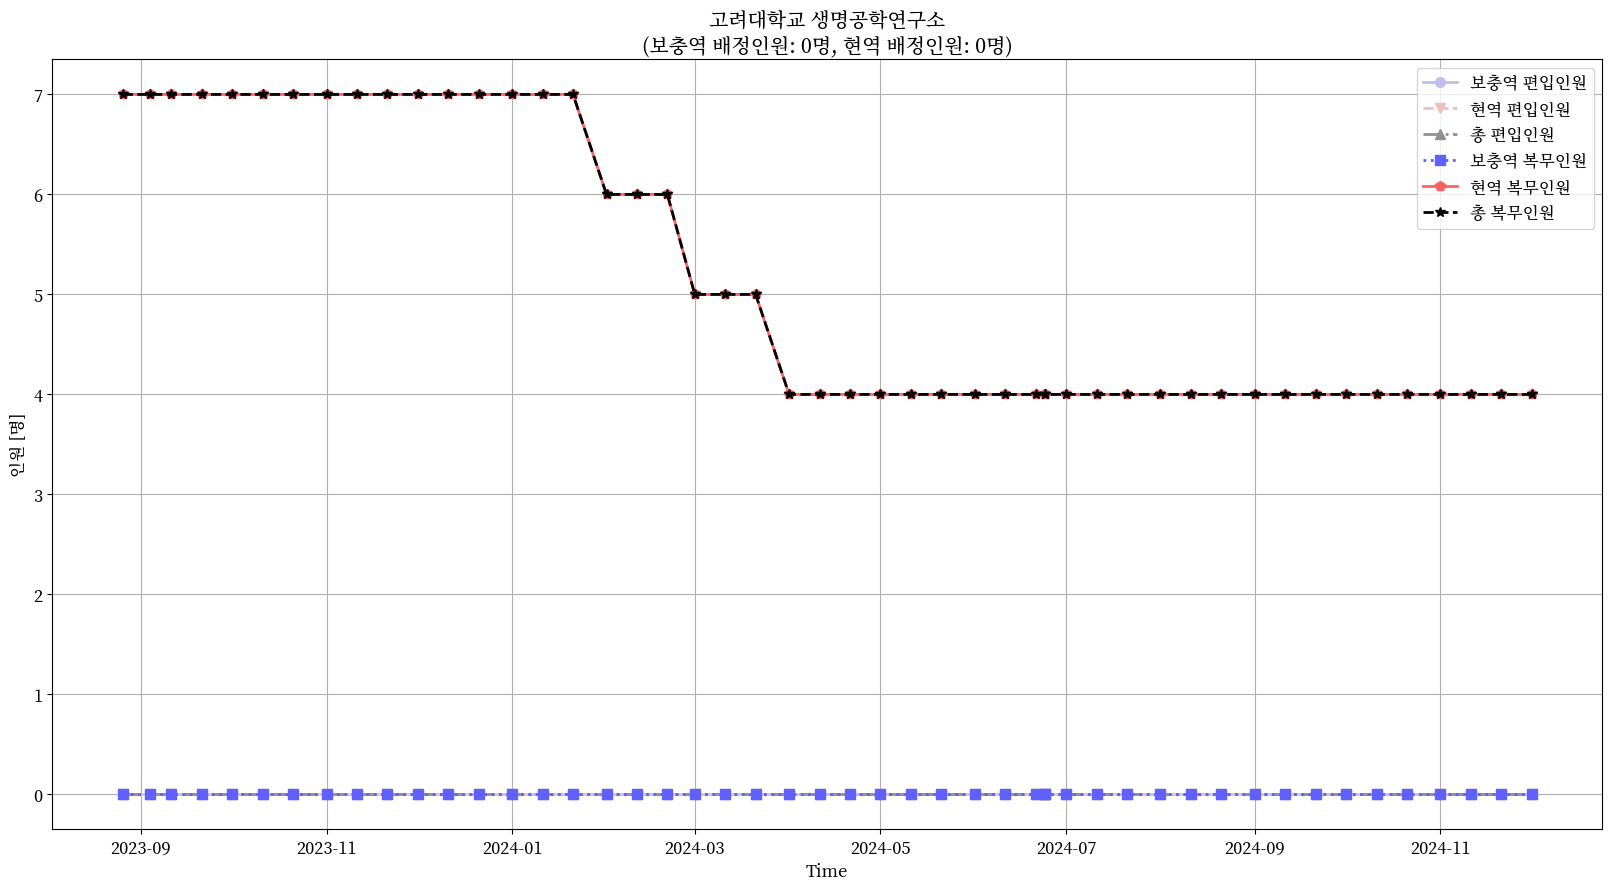 고려대학교 생명공학연구소
(보충역 배정인원: 0명, 현역 배정인원: 0명)
보충역 편입인원
현역 편입인원
총 편입인원
보충역 복무인원
현역 복무인원
총 복무인원
인원 [명]
7
6
5
4
3
2
1
0
2023-09 2023-11 2024-01 2024-03 2024-05 2024-07 2024-09 2024-11
Time